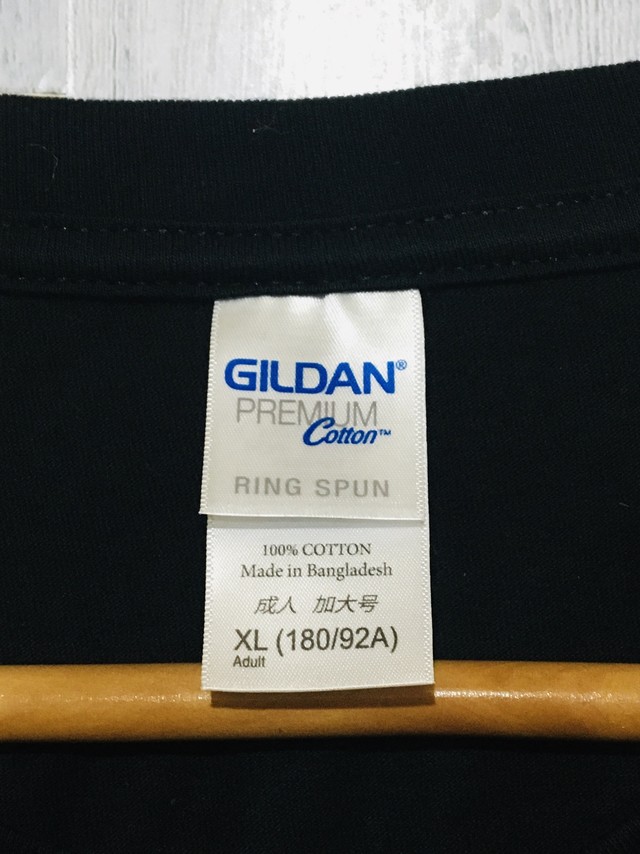 GILDAN®
PREMIUM
Cotton™
RING SPUN
100% COTTON
Made in Bangladesh
成人 加大号
XL (180/92A)
Adult